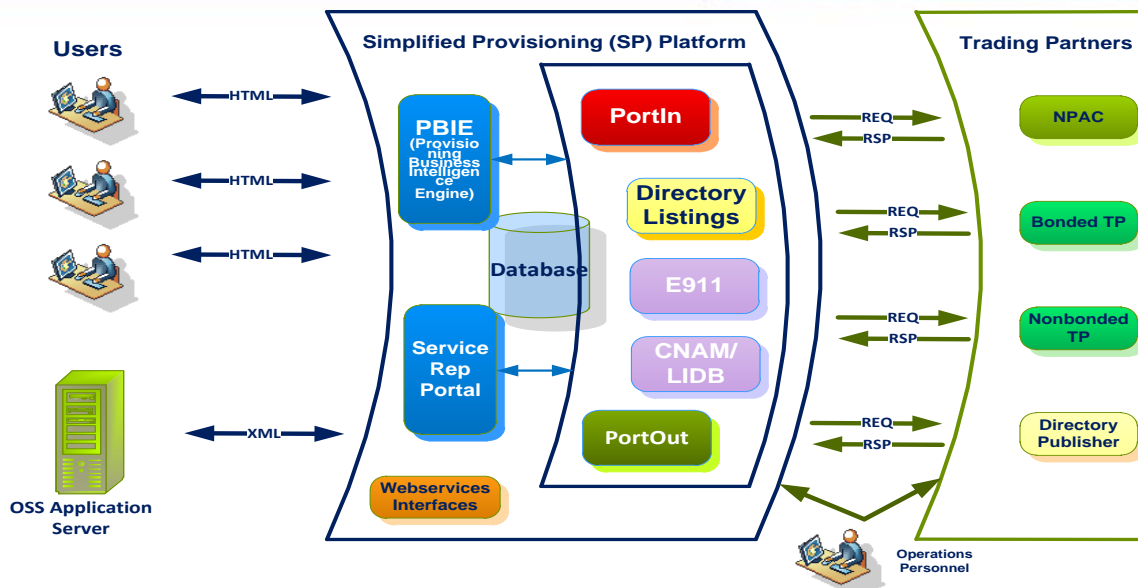 Users
HTML
HTML
HTML
XML
OSS Application
Server
Simplified Provisioning (SP) Platform
PBIE
(Provisio
ning
Business
Intelligen
ce
Engine)
Database
Service
Rep
Portal
Webservices
Interfaces
PortIn
Directory
Listings
E911
CNAM/
LIDB
PortOut
REQ
RSP
REQ
RSP
REQ
RSP
REQ
RSP
Operations
Personnel
Trading Partners
NPAC
Bonded TP
Nonbonded
TP
Directory
Publisher